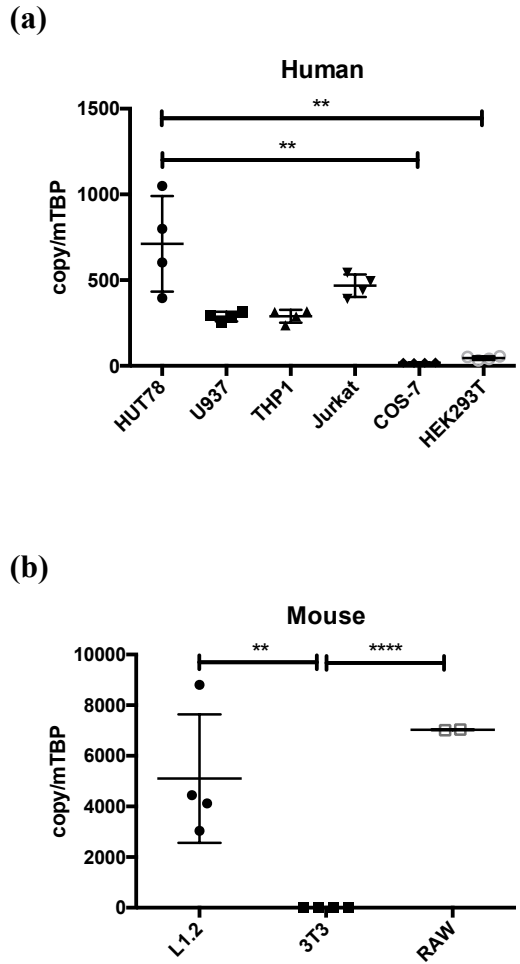 (a)
Human
**
**
1500
1000
500
0
copy/mTBP
HUT78
U937
THP1
Jurkat
COS-7
HEK293T
(b)
Mouse
**
****
10000
8000
6000
4000
2000
0
copy/mTBP
L1.2
3T3
RAW